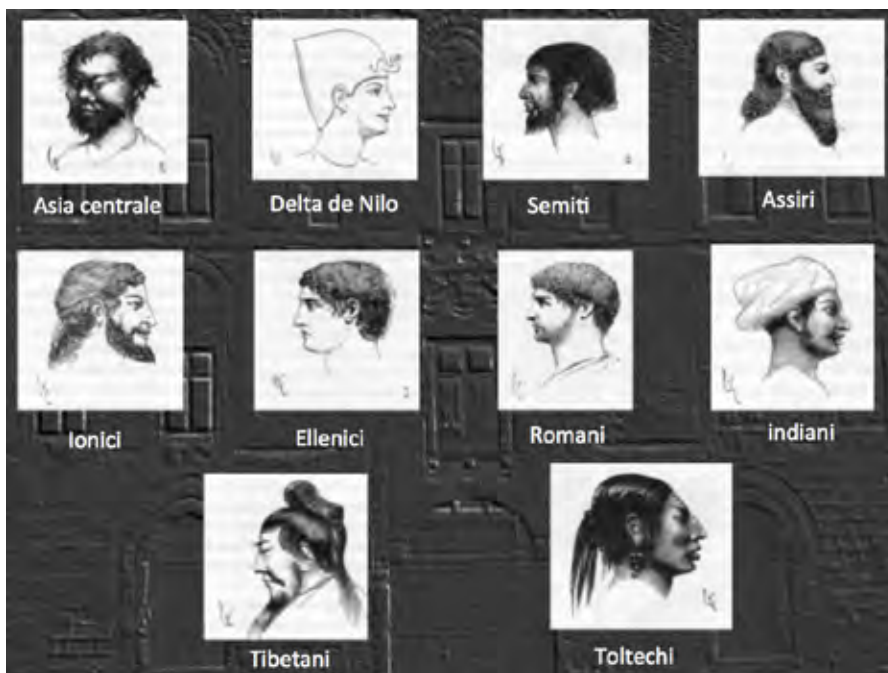 Asia centrale
Delta de Nilo
Semiti
Assiri
Ionici
Ellenici
Romani
indiani
Tibetani
Toltechi